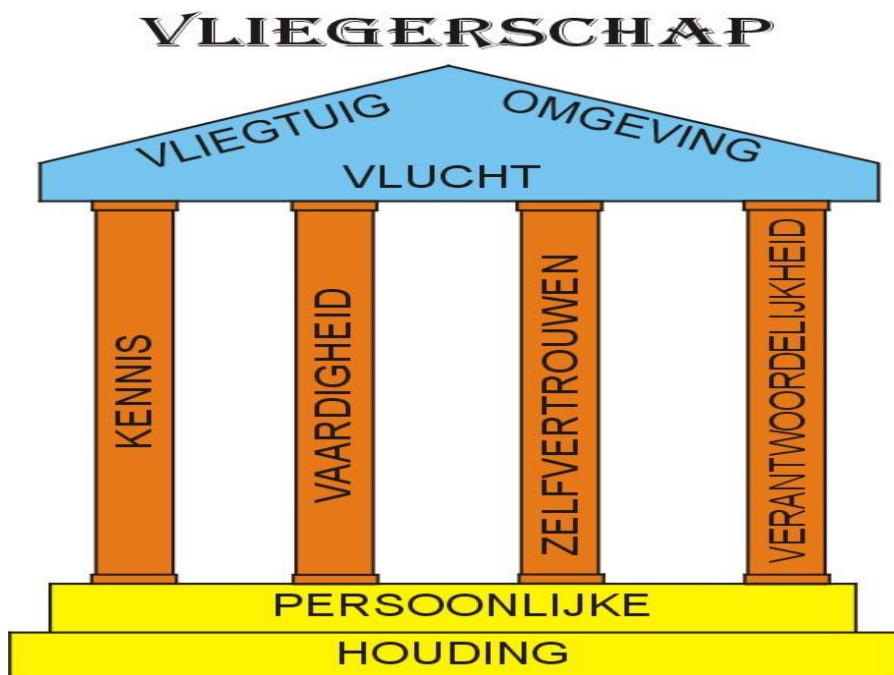 VLIEGERSCHAP
VLIEGTUIG
OMGEVING
VLUCHT
KENNIS
VAARDIGHEID
ZELFVERTROUWEN
VERANTWOORDELIJKHEID
PERSOONLIJKE
HOUDING